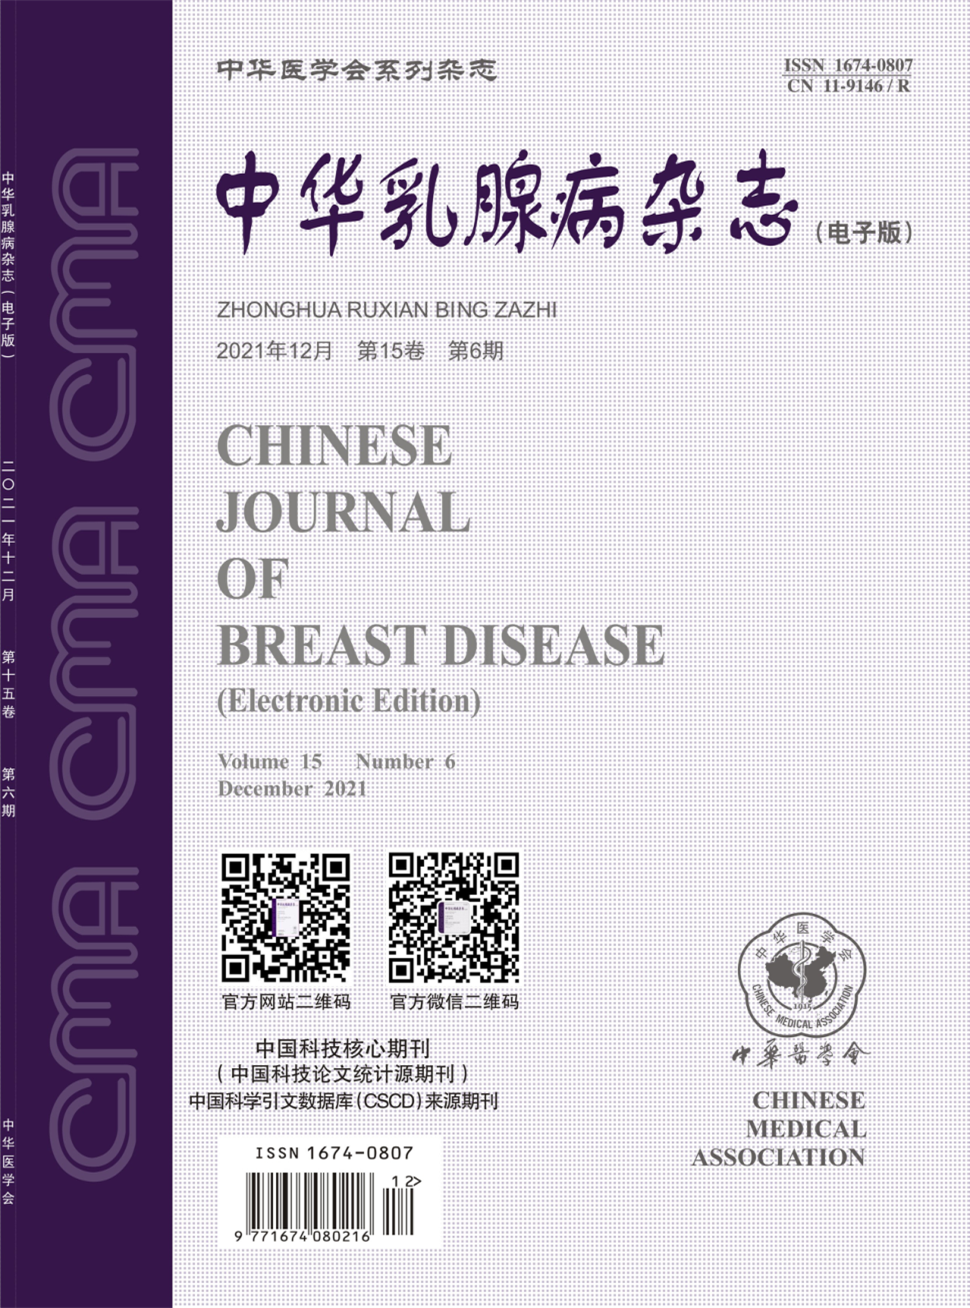 中华医学会系列杂志
ISSN 1674-0807
CN 11-9146 / R
中华乳腺病杂志(电子版)
ZHONGHUA RUXIAN BING ZAZHI
2021年12月 第15卷 第6期
CHINESE
JOURNAL
OF
BREAST DISEASE
(Electronic Edition)
Volume 15 Number 6
December 2021
官方网站二维码 官方微信二维码
中国科技核心期刊
(中国科技论文统计源期刊)
中国科学引文数据库(CSCD)来源期刊
ISSN 1674-0807
12>
9 771674 080216
中华医学会
1915
CHINESE MEDICAL ASSOCIATION
中華醫學會
CHINESE
MEDICAL
ASSOCIATION
CMA CMA CMA
中华乳腺病杂志(电子版) 二〇二一年十二月 第十五卷 第六期 中华医学会